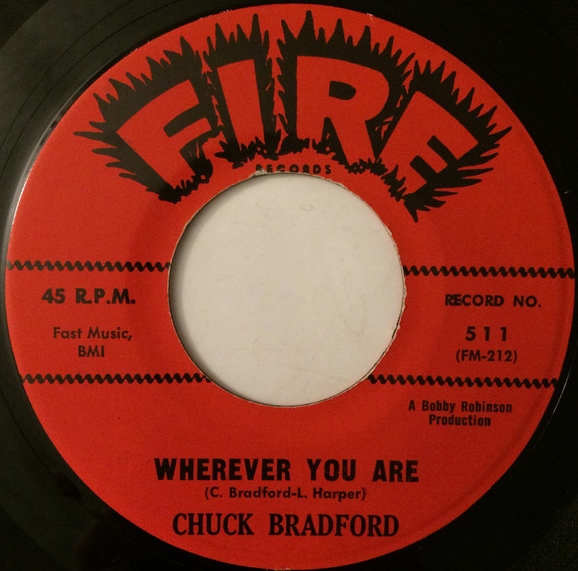 FIRE
RECORDS
45 R.P.M.
Fast Music,
BMI
RECORD NO.
511
(FM-212)
A Bobby Robinson
Production
WHEREVER YOU ARE
(C. Bradford-L. Harper)
CHUCK BRADFORD